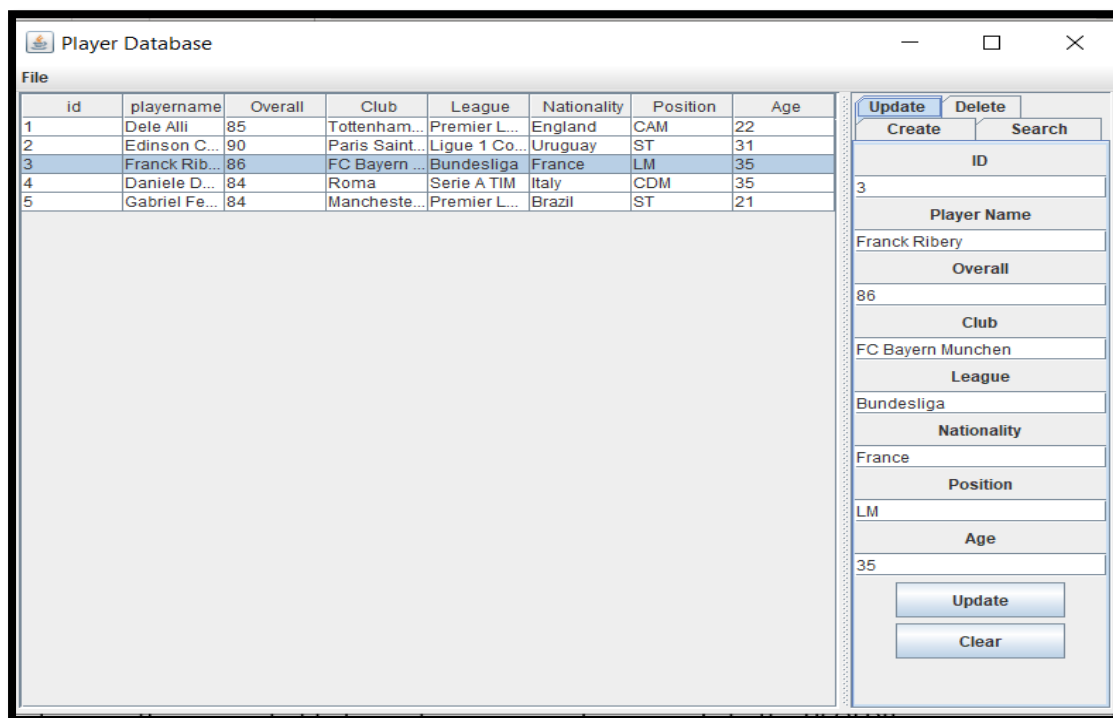 Player Database
File
id playername Overall Club League Nationality Position Age
1 Dele Alli 85 Tottenham... Premier L... England CAM 22
2 Edinson C... 90 Paris Saint... Ligue 1 Co... Uruguay ST 31
3 Franck Rib... 86 FC Bayern ... Bundesliga France LM 35
4 Daniele D... 84 Roma Serie A TIM Italy CDM 35
5 Gabriel Fe... 84 Mancheste... Premier L... Brazil ST 21
Update Delete
Create Search
ID
3
Player Name
Franck Ribery
Overall
86
Club
FC Bayern Munchen
League
Bundesliga
Nationality
France
Position
LM
Age
35
Update
Clear